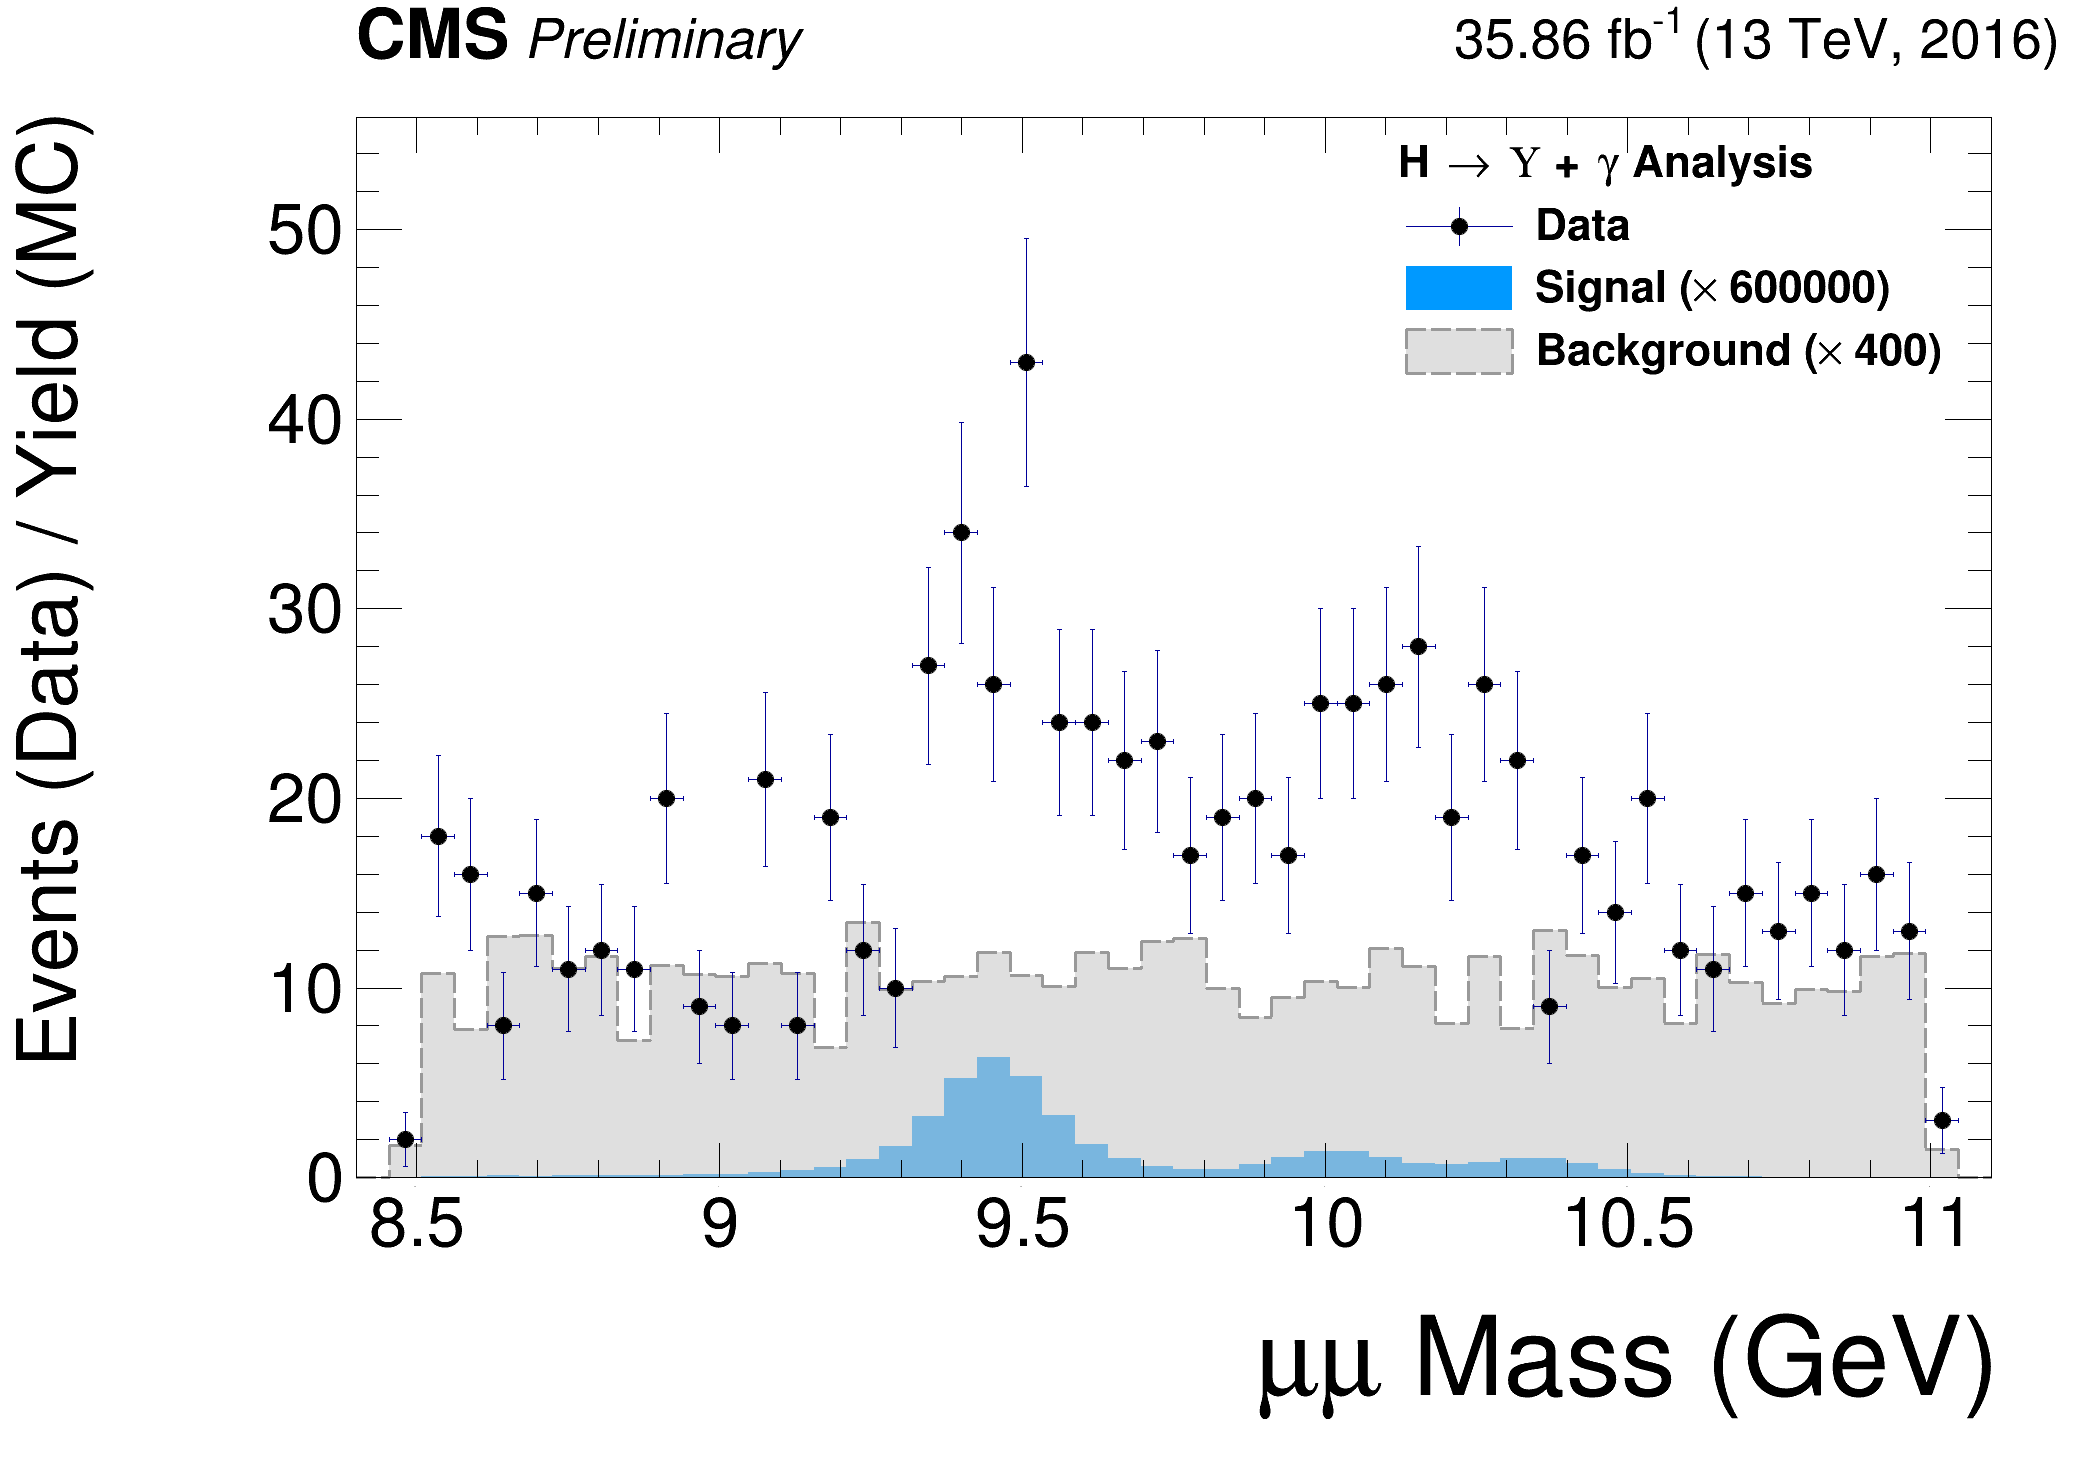 CMS Preliminary
35.86 fb⁻¹ (13 TeV, 2016)
Events (Data) / Yield (MC)
H → Υ + γ Analysis
Data
Signal (× 600000)
Background (× 400)
50
40
30
20
10
0
8.5 9 9.5 10 10.5 11
μμ Mass (GeV)